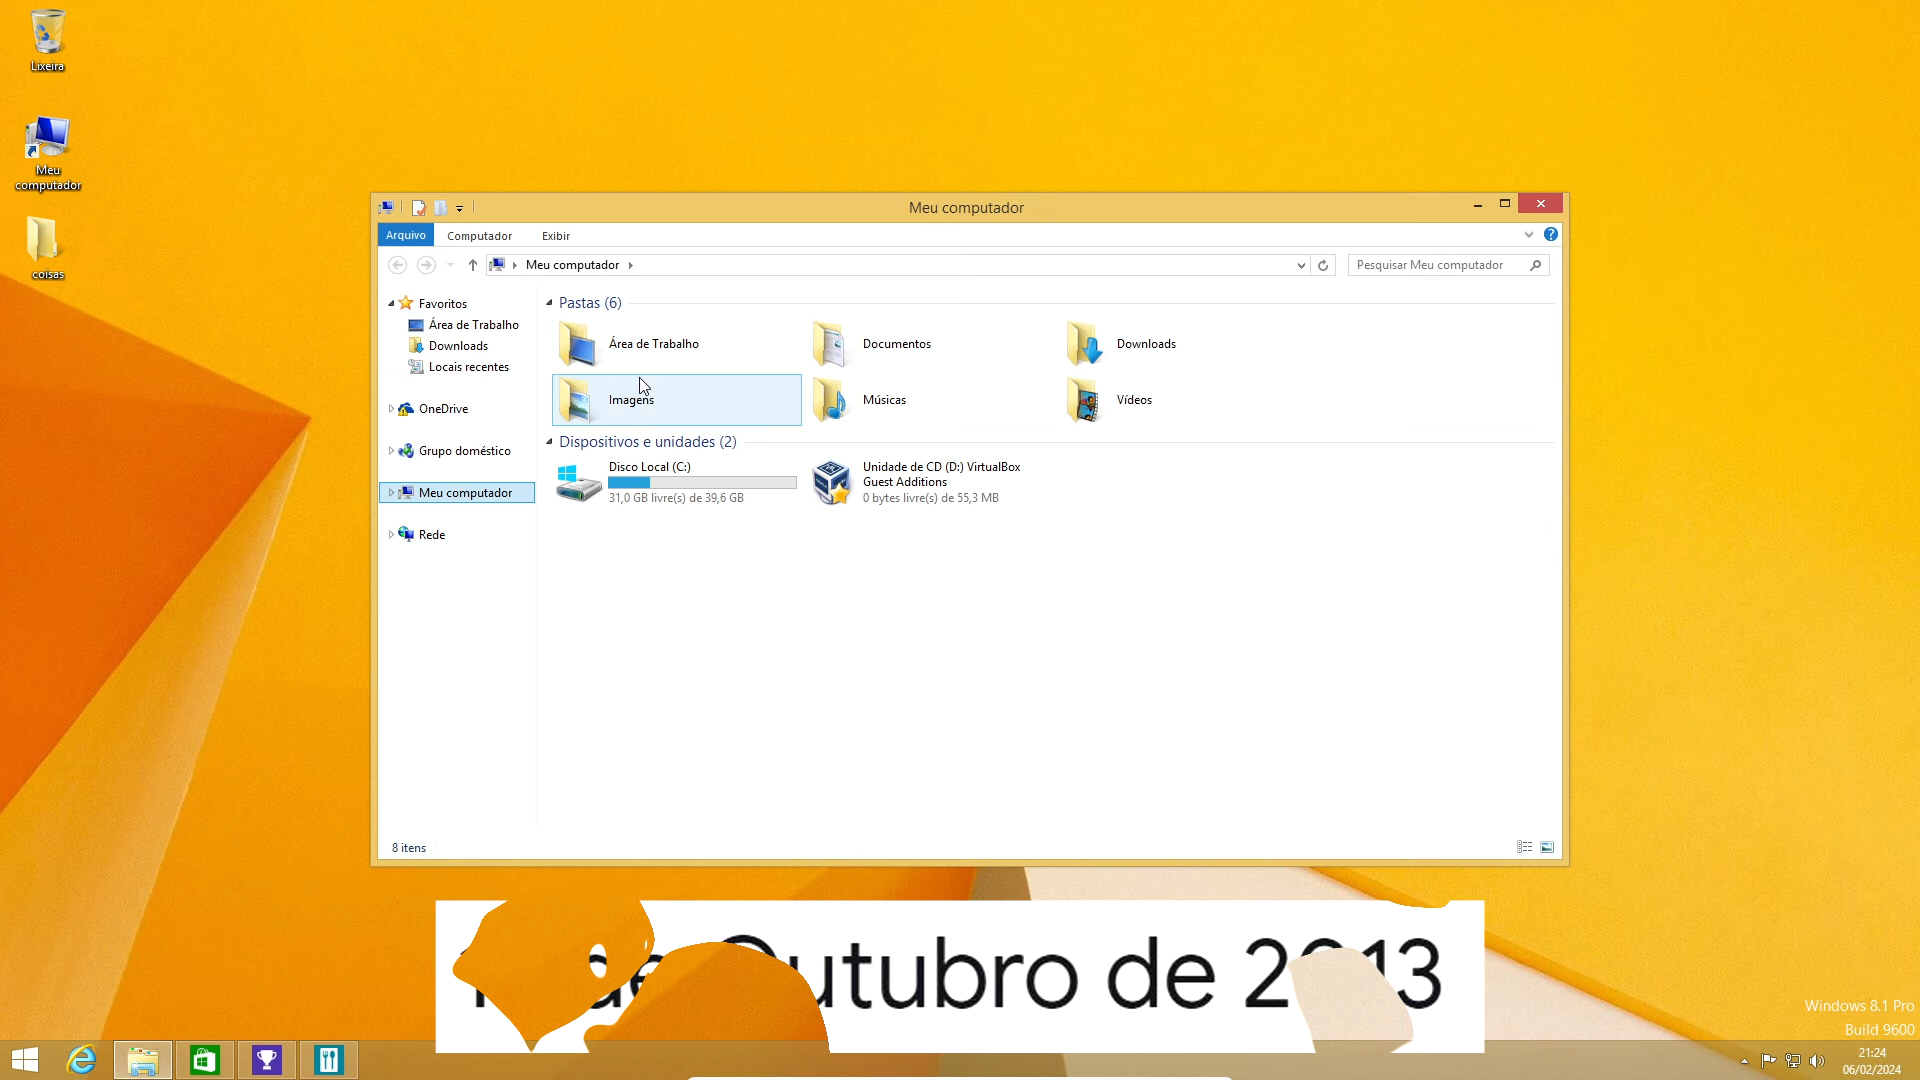 Lixeira
Meu
computador
coisas
Meu computador
Arquivo
Computador
Exibir
Meu computador
Pesquisar Meu computador
Favoritos
Área de Trabalho
Downloads
Locais recentes
OneDrive
Grupo doméstico
Meu computador
Rede
Pastas (6)
Área de Trabalho
Documentos
Downloads
Imagens
Músicas
Vídeos
Dispositivos e unidades (2)
Disco Local (C:)
31,0 GB livre(s) de 39,6 GB
Unidade de CD (D:) VirtualBox
Guest Additions
0 bytes livre(s) de 55,3 MB
8 itens
de Outubro de 2013
Windows 8.1 Pro
Build 9600
21:24
06/02/2024